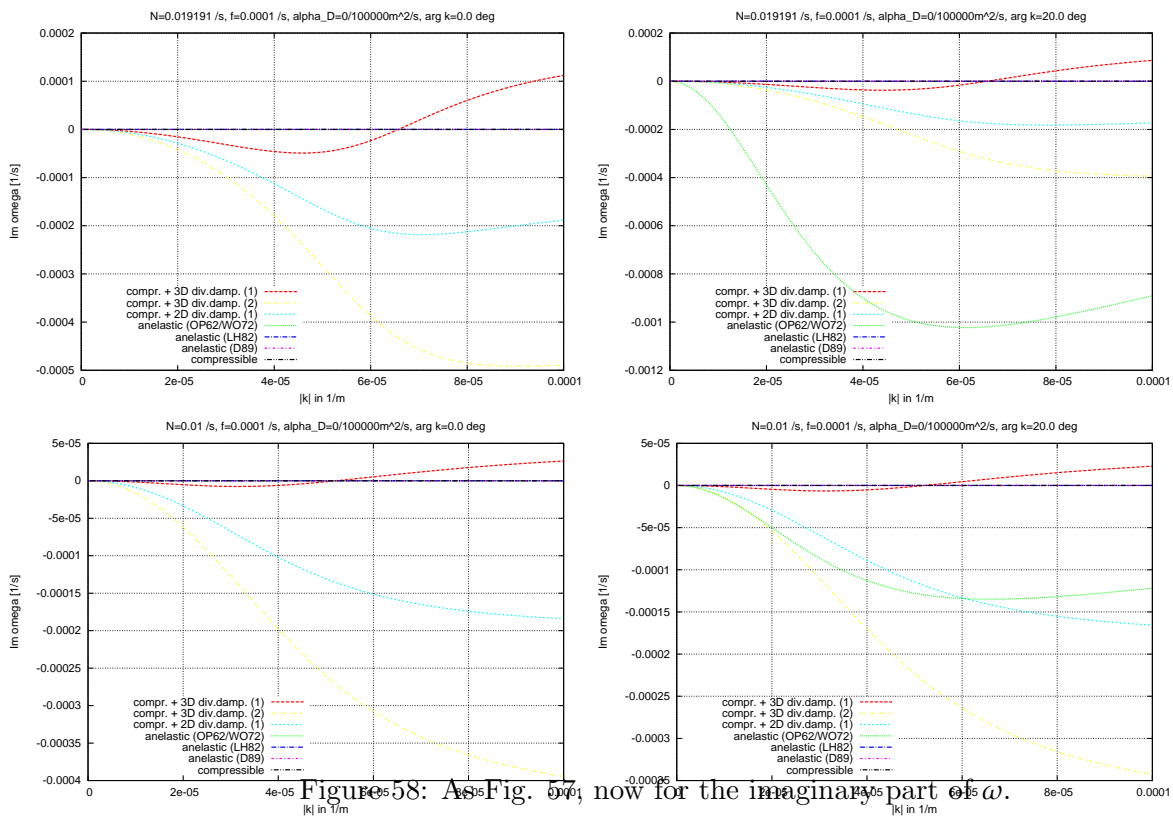 N=0.019191 /s, f=0.0001 /s, alpha_D=0/100000m^2/s, arg k=0.0 deg
0.0002
0.0001
0
-0.0001
-0.0002
-0.0003
-0.0004
-0.0005
Im omega [1/s]
compr. + 3D div.damp. (1)
compr. + 3D div.damp. (2)
compr. + 2D div.damp. (1)
anelastic (OP62/WO72)
anelastic (LH82)
anelastic (D89)
compressible
0 2e-05 4e-05 6e-05 8e-05 0.0001
|k| in 1/m
N=0.019191 /s, f=0.0001 /s, alpha_D=0/100000m^2/s, arg k=20.0 deg
0.0002
0
-0.0002
-0.0004
-0.0006
-0.0008
-0.001
-0.0012
Im omega [1/s]
compr. + 3D div.damp. (1)
compr. + 3D div.damp. (2)
compr. + 2D div.damp. (1)
anelastic (OP62/WO72)
anelastic (LH82)
anelastic (D89)
compressible
0 2e-05 4e-05 6e-05 8e-05 0.0001
|k| in 1/m
N=0.01 /s, f=0.0001 /s, alpha_D=0/100000m^2/s, arg k=0.0 deg
5e-05
0
-5e-05
-0.0001
-0.00015
-0.0002
-0.00025
-0.0003
-0.00035
-0.0004
Im omega [1/s]
compr. + 3D div.damp. (1)
compr. + 3D div.damp. (2)
compr. + 2D div.damp. (1)
anelastic (OP62/WO72)
anelastic (LH82)
anelastic (D89)
compressible
0 2e-05 4e-05 6e-05 8e-05 0.0001
|k| in 1/m
N=0.01 /s, f=0.0001 /s, alpha_D=0/100000m^2/s, arg k=20.0 deg
5e-05
0
-5e-05
-0.0001
-0.00015
-0.0002
-0.00025
-0.0003
-0.00035
Im omega [1/s]
compr. + 3D div.damp. (1)
compr. + 3D div.damp. (2)
compr. + 2D div.damp. (1)
anelastic (OP62/WO72)
anelastic (LH82)
anelastic (D89)
compressible
0 2e-05 4e-05 6e-05 8e-05 0.0001
|k| in 1/m
Figure 58: As Fig. 57, now for the imaginary part of ω.